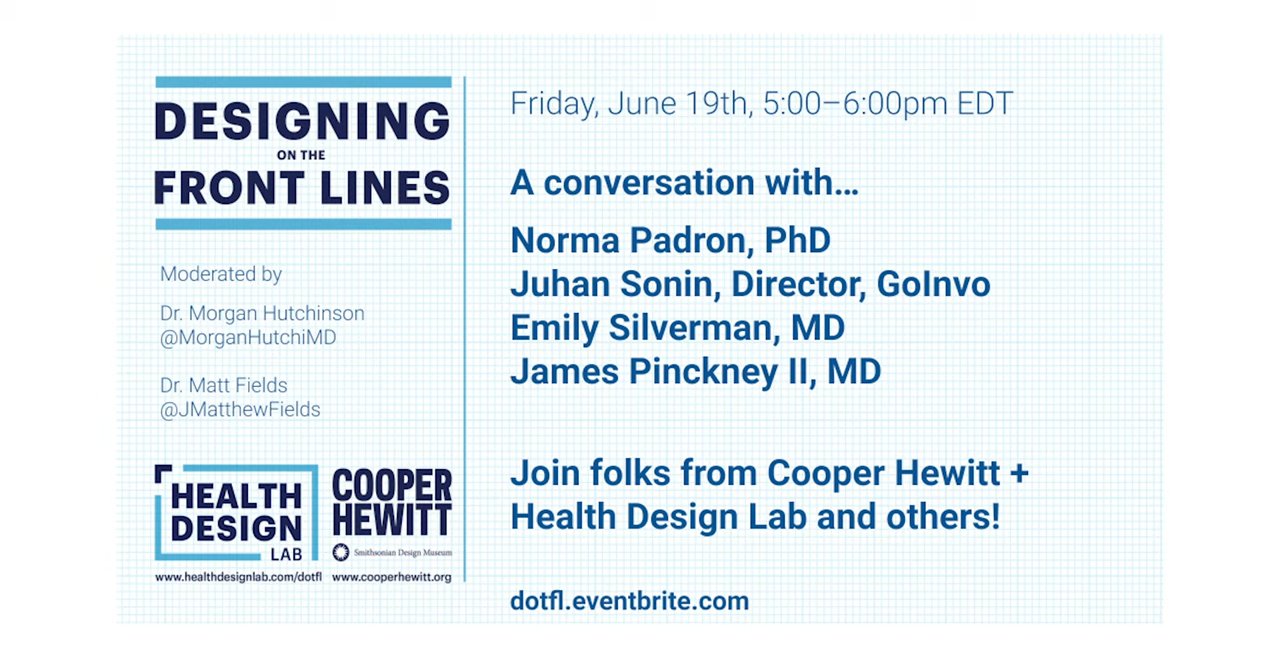 DESIGNING
ON THE
FRONT LINES
Moderated by
Dr. Morgan Hutchinson
@MorganHutchiMD
Dr. Matt Fields
@JMatthewFields
HEALTH
DESIGN
LAB
www.healthdesignlab.com/dotfl
COOPER
HEWITT
Smithsonian Design Museum
www.cooperhewitt.org
Friday, June 19th, 5:00–6:00pm EDT
A conversation with...
Norma Padron, PhD
Juhan Sonin, Director, GoInvo
Emily Silverman, MD
James Pinckney II, MD
Join folks from Cooper Hewitt +
Health Design Lab and others!
dotfl.eventbrite.com